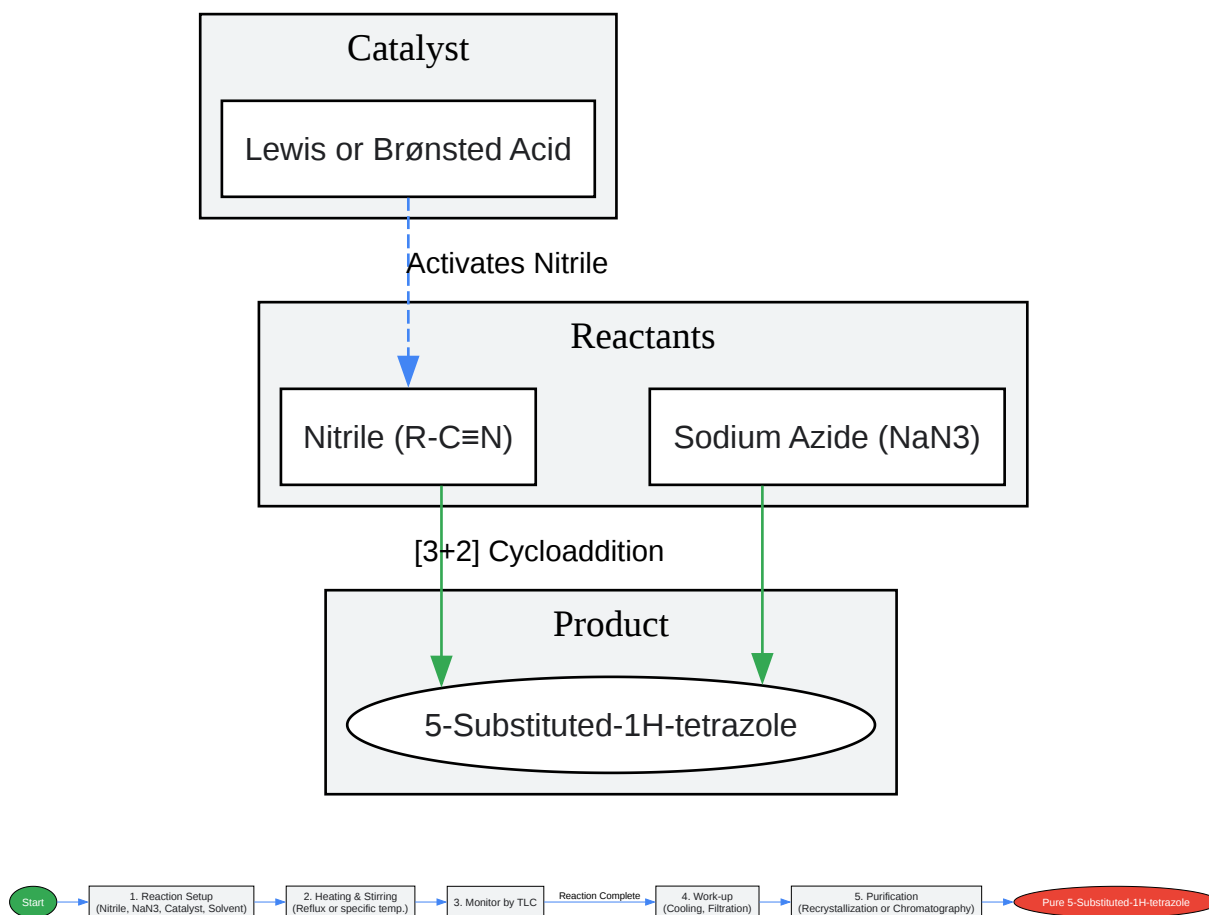 Catalyst
Lewis or Brønsted Acid
Activates Nitrile
Reactants
Nitrile (R-C≡N)
Sodium Azide (NaN3)
[3+2] Cycloaddition
Product
5-Substituted-1H-tetrazole
Start
1. Reaction Setup
(Nitrile, NaN3, Catalyst, Solvent)
2. Heating & Stirring
(Reflux or specific temp.)
3. Monitor by TLC
Reaction Complete
4. Work-up
(Cooling, Filtration)
5. Purification
(Recrystallization or Chromatography)
Pure 5-Substituted-1H-tetrazole